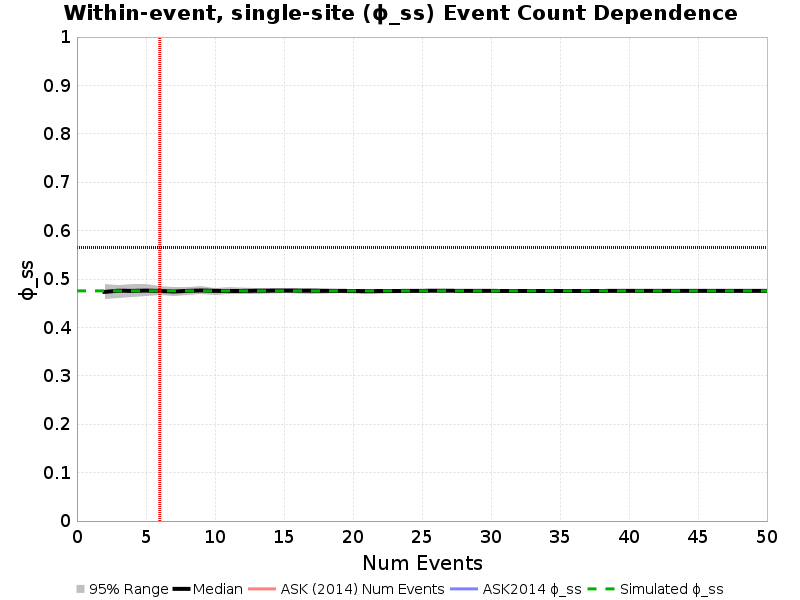 Within-event, single-site (ϕ_ss) Event Count Dependence
1
0.9
0.8
0.7
0.6
0.5
0.4
0.3
0.2
0.1
0
ϕ_ss
0 5 10 15 20 25 30 35 40 45 50
Num Events
95% Range Median ASK (2014) Num Events ASK2014 ϕ_ss Simulated ϕ_ss